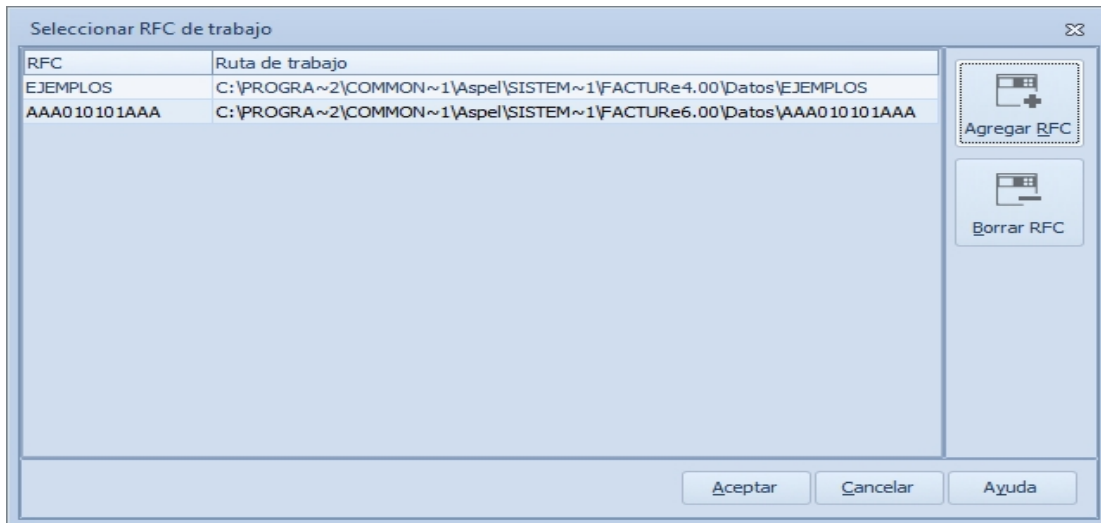 Seleccionar RFC de trabajo
RFC Ruta de trabajo
EJEMPLOS C:\PROGRA~2\COMMON~1\Aspel\SISTEM~1\FACTURe4.00\Datos\EJEMPLOS
AAA010101AAA C:\PROGRA~2\COMMON~1\Aspel\SISTEM~1\FACTURe6.00\Datos\AAA010101AAA
Agregar RFC
Borrar RFC
Aceptar Cancelar Ayuda